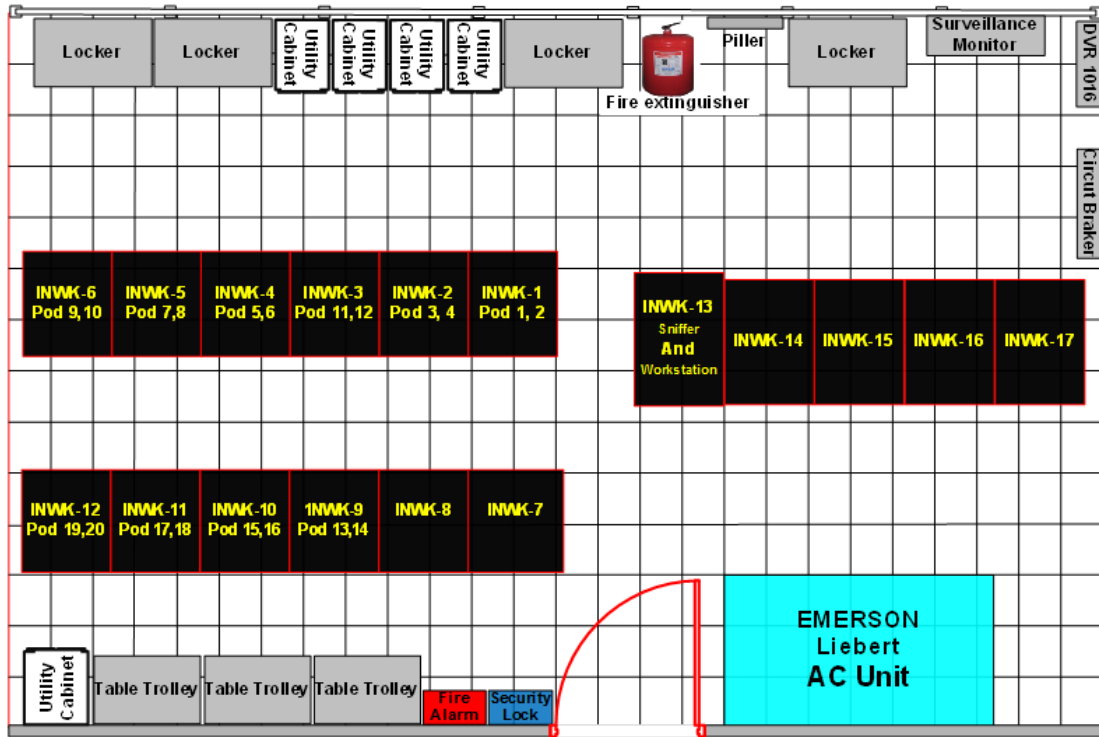 Locker
Locker
Utility
Cabinet
Utility
Cabinet
Utility
Cabinet
Utility
Cabinet
Locker
Fire extinguisher
Piller
Locker
Surveillance
Monitor
DVR 1016
Circut Braker
INWK-6
Pod 9,10
INWK-5
Pod 7,8
INWK-4
Pod 5,6
INWK-3
Pod 11,12
INWK-2
Pod 3, 4
INWK-1
Pod 1, 2
INWK-13
Sniffer
And
Workstation
INWK-14
INWK-15
INWK-16
INWK-17
INWK-12
Pod 19,20
INWK-11
Pod 17,18
INWK-10
Pod 15,16
1NWK-9
Pod 13,14
INWK-8
INWK-7
Utility
Cabinet
Table Trolley
Table Trolley
Table Trolley
Fire
Alarm
Security
Lock
EMERSON
Liebert
AC Unit